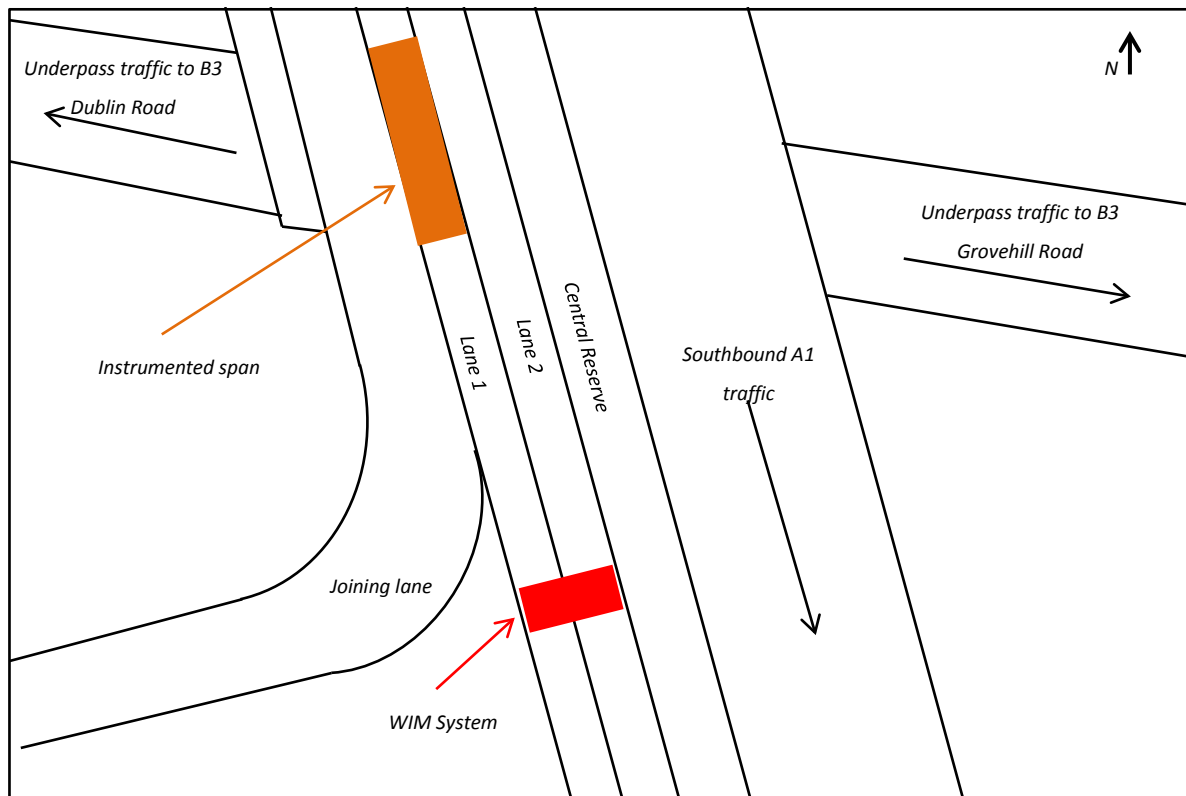 Underpass traffic to B3
Dublin Road
N
Underpass traffic to B3
Grovehill Road
Instrumented span
Lane 1
Lane 2
Central Reserve
Southbound A1
traffic
Joining lane
WIM System